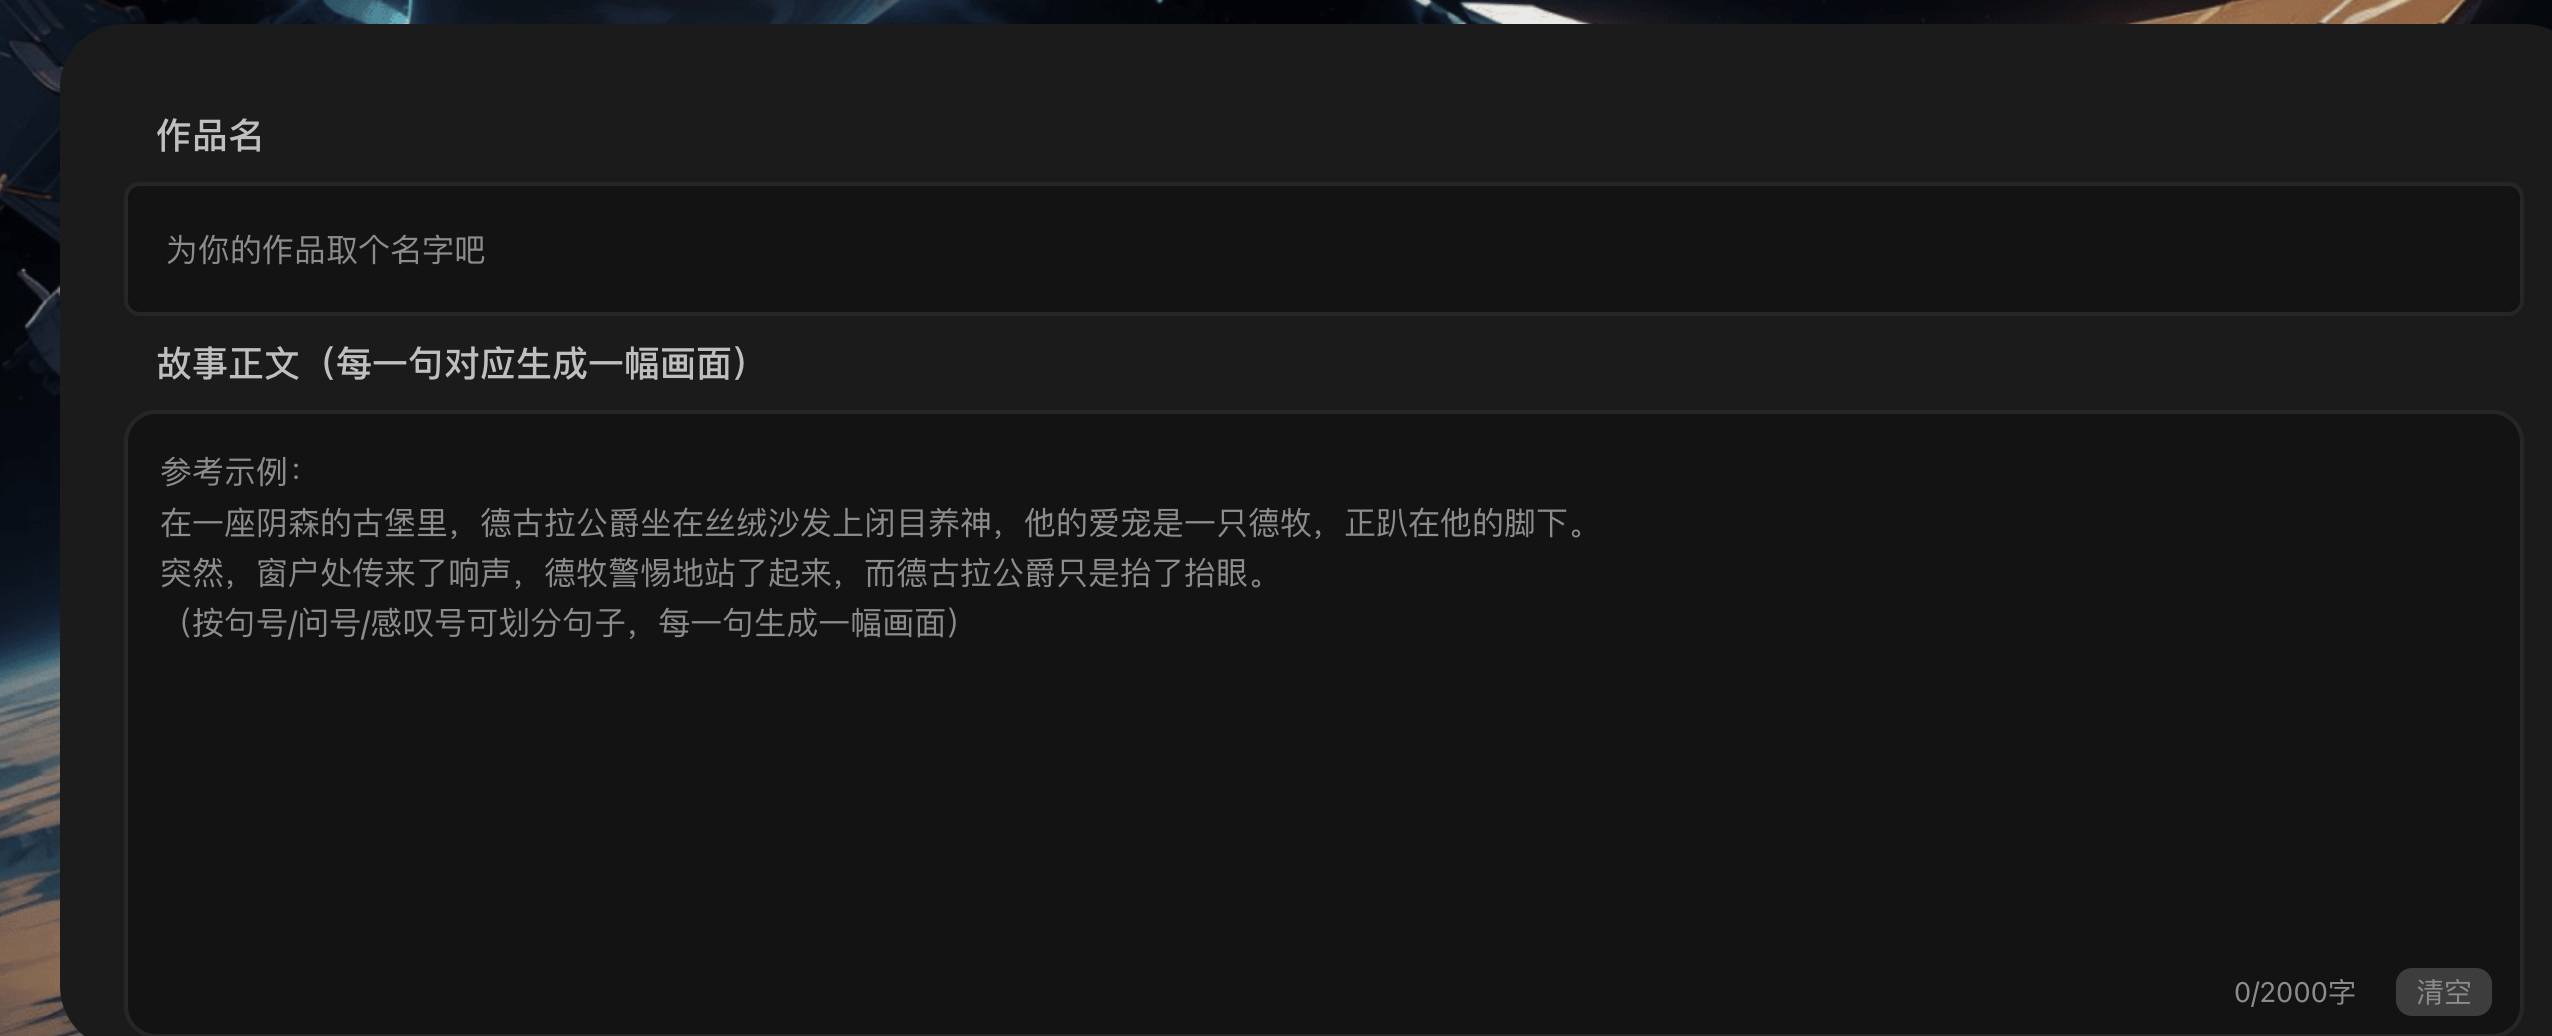 作品名
为你的作品取个名字吧
故事正文（每一句对应生成一幅画面）
参考示例：
在一座阴森的古堡里，德古拉公爵坐在丝绒沙发上闭目养神，他的爱宠是一只德牧，正趴在他的脚下。
突然，窗户处传来了响声，德牧警惕地站了起来，而德古拉公爵只是抬了抬眼。
（按句号/问号/感叹号可划分句子，每一句生成一幅画面）
0/2000字 清空